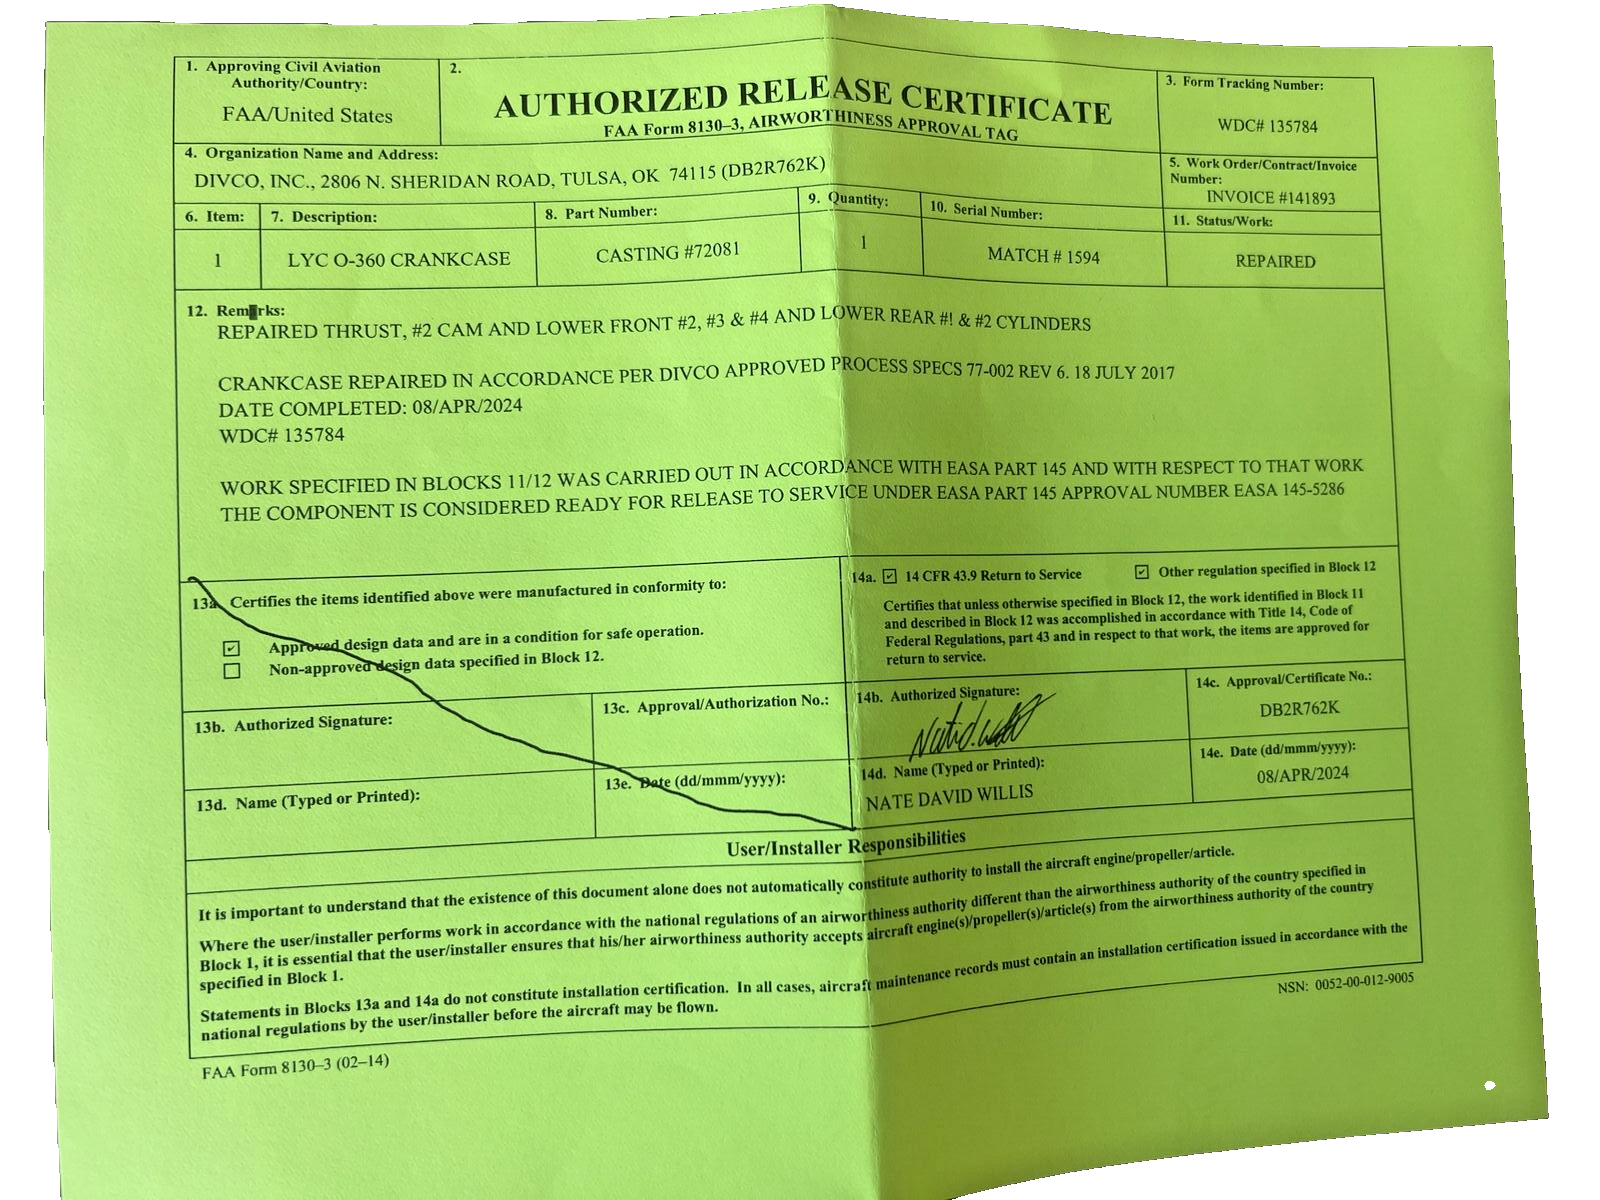 1. Approving Civil Aviation
Authority/Country:
FAA/United States
2.
AUTHORIZED RELEASE CERTIFICATE
FAA Form 8130–3, AIRWORTHINESS APPROVAL TAG
3. Form Tracking Number:
WDC# 135784
4. Organization Name and Address:
DIVCO, INC., 2806 N. SHERIDAN ROAD, TULSA, OK 74115 (DB2R762K)
5. Work Order/Contract/Invoice
Number:
INVOICE #141893
6. Item:
7. Description:
8. Part Number:
9. Quantity:
10. Serial Number:
11. Status/Work:
1
LYC O-360 CRANKCASE
CASTING #72081
1
MATCH # 1594
REPAIRED
12. Remarks:
REPAIRED THRUST, #2 CAM AND LOWER FRONT #2, #3 & #4 AND LOWER REAR #! & #2 CYLINDERS
CRANKCASE REPAIRED IN ACCORDANCE PER DIVCO APPROVED PROCESS SPECS 77-002 REV 6. 18 JULY 2017
DATE COMPLETED: 08/APR/2024
WDC# 135784
WORK SPECIFIED IN BLOCKS 11/12 WAS CARRIED OUT IN ACCORDANCE WITH EASA PART 145 AND WITH RESPECT TO THAT WORK
THE COMPONENT IS CONSIDERED READY FOR RELEASE TO SERVICE UNDER EASA PART 145 APPROVAL NUMBER EASA 145-5286
13a. Certifies the items identified above were manufactured in conformity to:
Approved design data and are in a condition for safe operation.
Non-approved design data specified in Block 12.
14a. 14 CFR 43.9 Return to Service
Other regulation specified in Block 12
Certifies that unless otherwise specified in Block 12, the work identified in Block 11
and described in Block 12 was accomplished in accordance with Title 14, Code of
Federal Regulations, part 43 and in respect to that work, the items are approved for
return to service.
13b. Authorized Signature:
13c. Approval/Authorization No.:
14b. Authorized Signature:
14c. Approval/Certificate No.:
DB2R762K
13d. Name (Typed or Printed):
13e. Date (dd/mmm/yyyy):
14d. Name (Typed or Printed):
NATE DAVID WILLIS
14e. Date (dd/mmm/yyyy):
08/APR/2024
User/Installer Responsibilities
It is important to understand that the existence of this document alone does not automatically constitute authority to install the aircraft engine/propeller/article.
Where the user/installer performs work in accordance with the national regulations of an airworthiness authority different than the airworthiness authority of the country specified in
Block 1, it is essential that the user/installer ensures that his/her airworthiness authority accepts aircraft engine(s)/propeller(s)/article(s) from the airworthiness authority of the country
specified in Block 1.
Statements in Blocks 13a and 14a do not constitute installation certification. In all cases, aircraft maintenance records must contain an installation certification issued in accordance with the
national regulations by the user/installer before the aircraft may be flown.
FAA Form 8130–3 (02–14)
NSN: 0052-00-012-9005